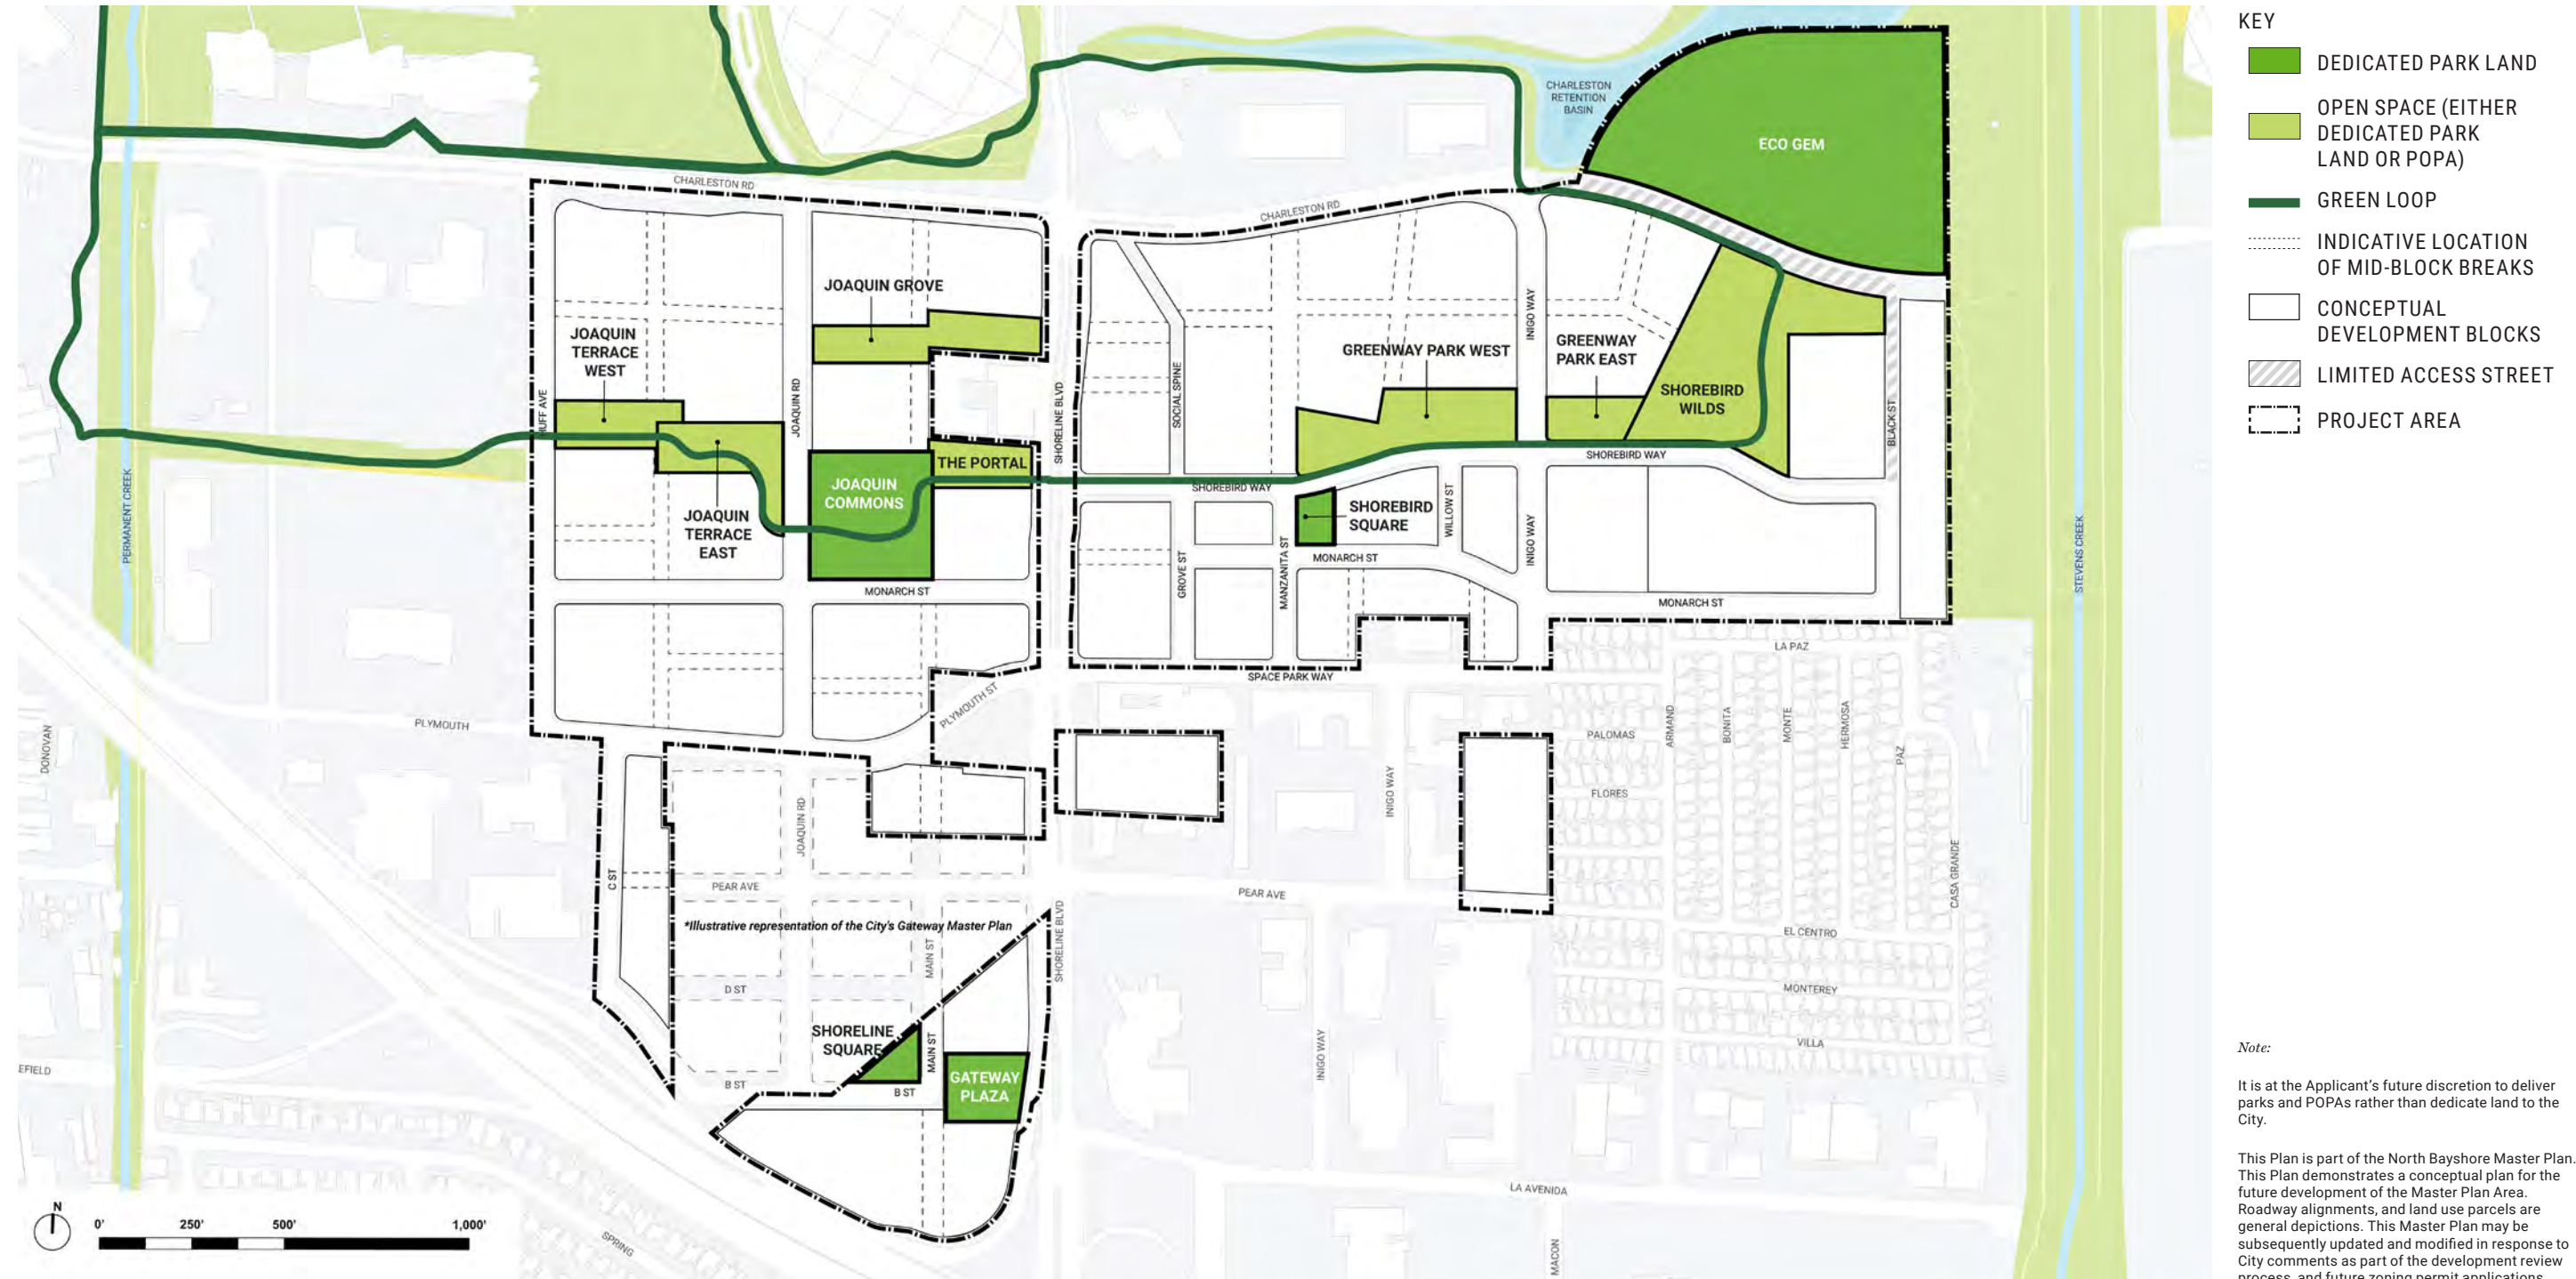 CHARLESTON RD
CHARLESTON
RETENTION
BASIN
ECO GEM
CHARLESTON RD
JOAQUIN GROVE
JOAQUIN
TERRACE
WEST
HUFF AVE
JOAQUIN RD
SHORELINE BLVD
SOCIAL SPINE
INIGO WAY
GREENWAY PARK WEST
GREENWAY
PARK EAST
SHOREBIRD
WILDS
BLACK ST
THE PORTAL
JOAQUIN
COMMONS
SHOREBIRD WAY
SHOREBIRD WAY
PERMANENT CREEK
JOAQUIN
TERRACE
EAST
SHOREBIRD
SQUARE
WILLOW ST
INIGO WAY
GROVE ST
MANZANITA ST
MONARCH ST
STEVENS CREEK
MONARCH ST
MONARCH ST
LA PAZ
SPACE PARK WAY
PLYMOUTH ST
PLYMOUTH
DONOVAN
PALOMAS
ARMAND
BONITA
MONTE
HERMOSA
PAZ
FLORES
INIGO WAY
JOAQUIN RD
C ST
PEAR AVE
PEAR AVE
CASA GRANDE
*Illustrative representation of the City's Gateway Master Plan
MAIN ST
SHORELINE BLVD
EL CENTRO
D ST
MONTEREY
SHORELINE
SQUARE
MAIN ST
INIGO WAY
VILLA
EFIELD
B ST
B ST
GATEWAY
PLAZA
LA AVENIDA
MACON
SPRING
N
0' 250' 500' 1,000'
KEY
DEDICATED PARK LAND
OPEN SPACE (EITHER
DEDICATED PARK
LAND OR POPA)
GREEN LOOP
INDICATIVE LOCATION
OF MID-BLOCK BREAKS
CONCEPTUAL
DEVELOPMENT BLOCKS
LIMITED ACCESS STREET
PROJECT AREA
Note:
It is at the Applicant's future discretion to deliver
parks and POPAs rather than dedicate land to the
City.
This Plan is part of the North Bayshore Master Plan.
This Plan demonstrates a conceptual plan for the
future development of the Master Plan Area.
Roadway alignments, and land use parcels are
general depictions. This Master Plan may be
subsequently updated and modified in response to
City comments as part of the development review
process, and future zoning permit applications